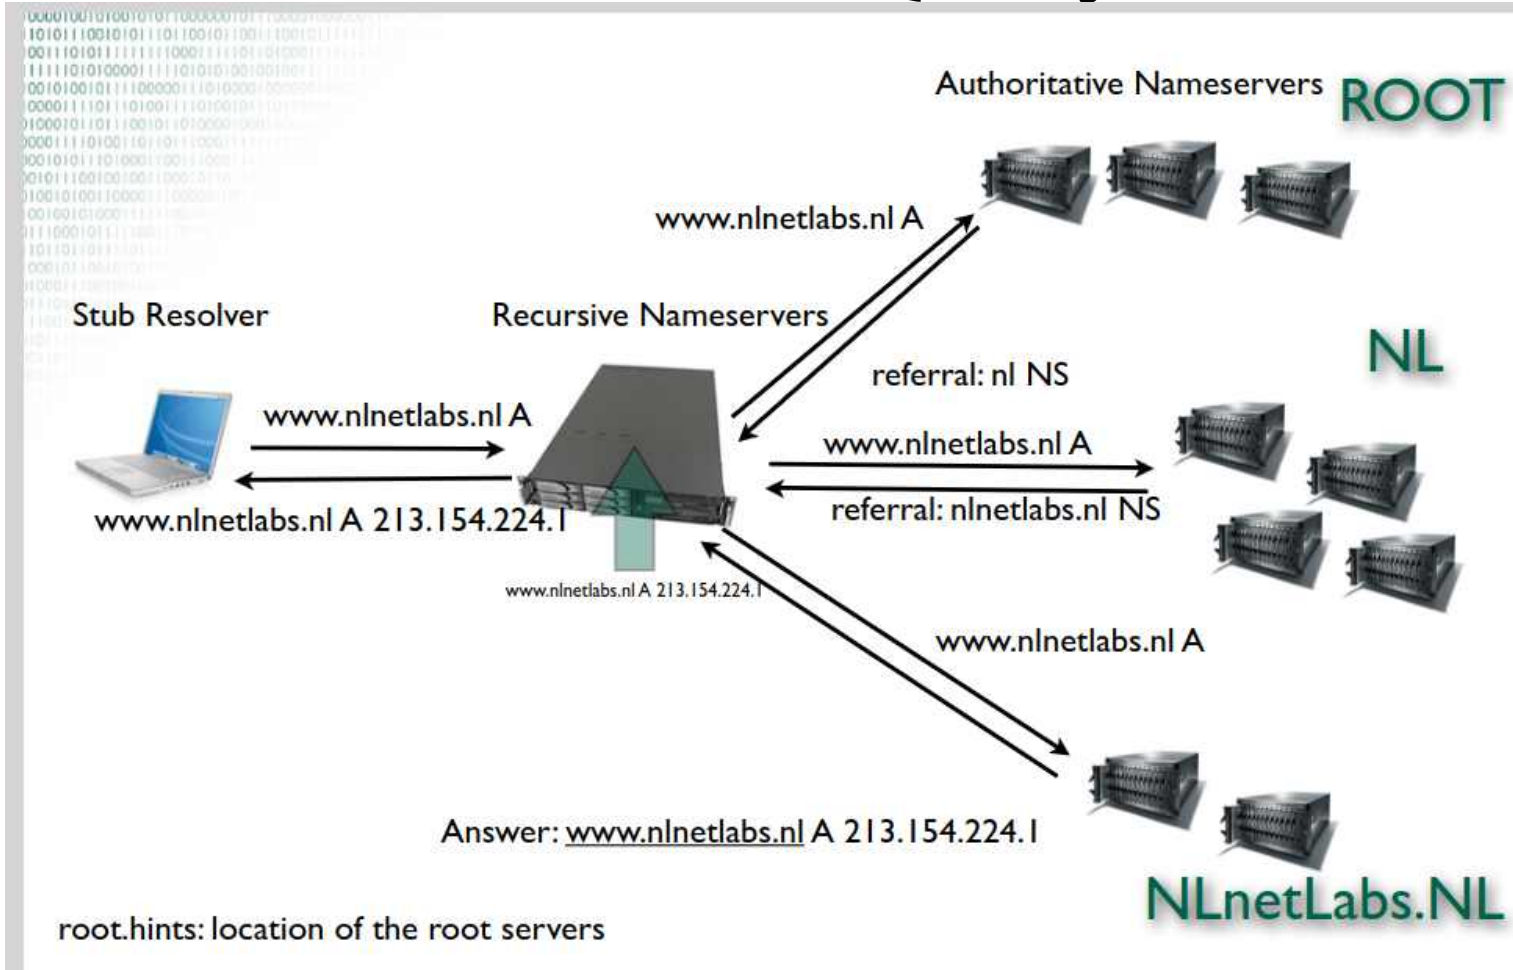 Authoritative Nameservers
ROOT
www.nlnetlabs.nl A
Stub Resolver
Recursive Nameservers
referral: nl NS
NL
www.nlnetlabs.nl A
www.nlnetlabs.nl A
referral: nlnetlabs.nl NS
www.nlnetlabs.nl A 213.154.224.1
www.nlnetlabs.nl A 213.154.224.1
www.nlnetlabs.nl A
Answer: www.nlnetlabs.nl A 213.154.224.1
NLnetLabs.NL
root.hints: location of the root servers